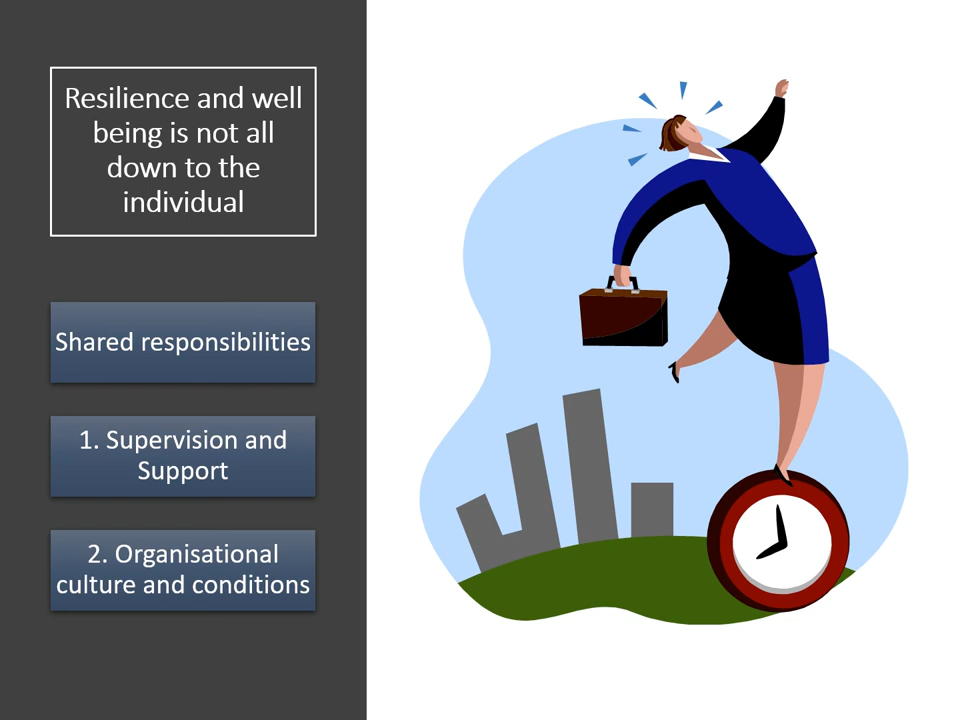 Resilience and well
being is not all
down to the
individual
Shared responsibilities
1. Supervision and
Support
2. Organisational
culture and conditions